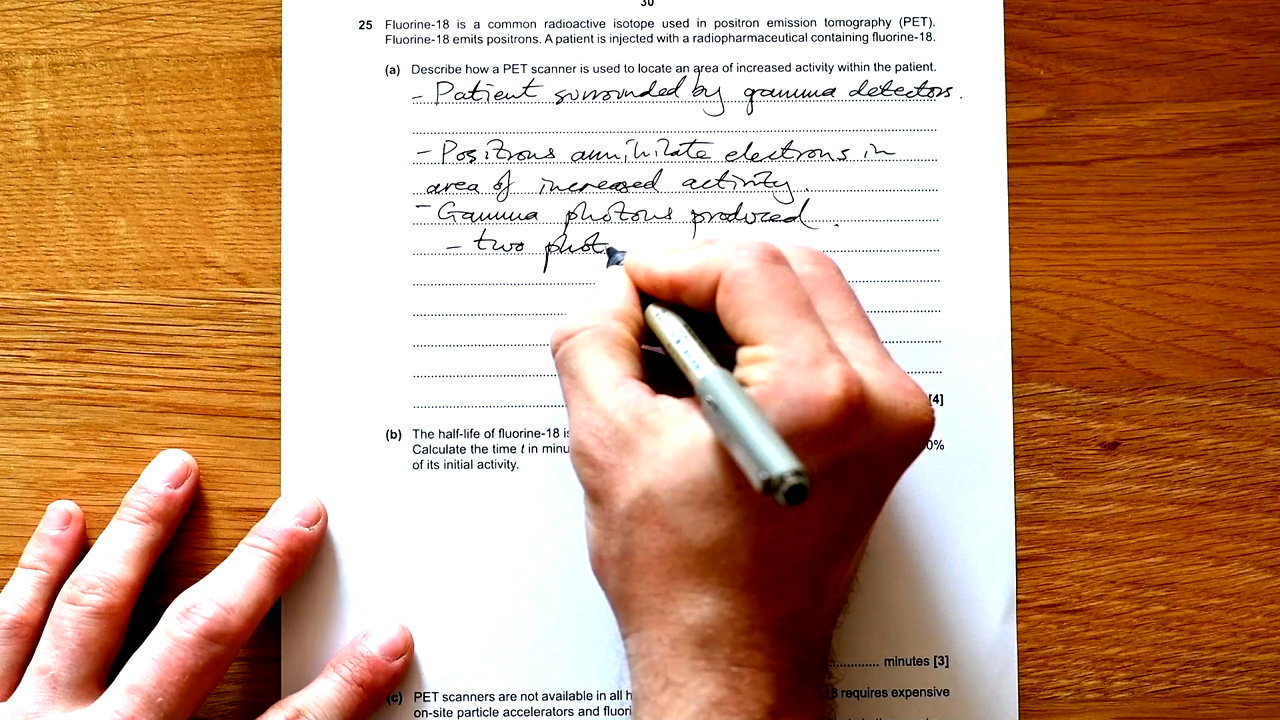 30
25 Fluorine-18 is a common radioactive isotope used in positron emission tomography (PET).
Fluorine-18 emits positrons. A patient is injected with a radiopharmaceutical containing fluorine-18.
(a) Describe how a PET scanner is used to locate an area of increased activity within the patient.
- Patient surrounded by gamma detectors.
- Positrons annihilate electrons in
area of increased activity.
- Gamma photons produced.
- two phot
[4]
(b) The half-life of fluorine-18 is
Calculate the time t in minu 0%
of its initial activity.
minutes [3]
(c) PET scanners are not available in all h 8 requires expensive
on-site particle accelerators and fluori